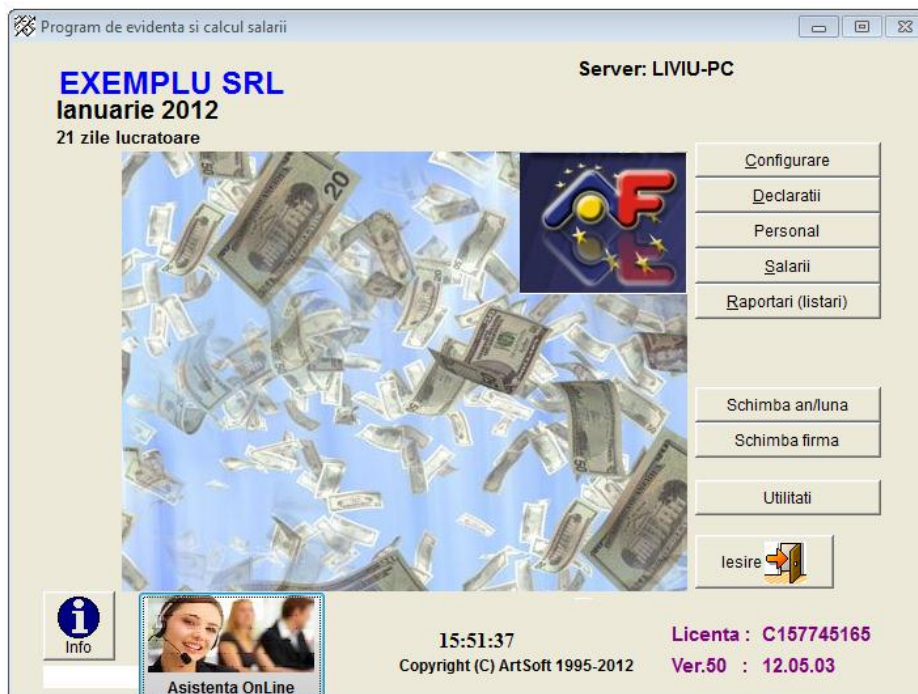 Program de evidenta si calcul salarii
EXEMPLU SRL
Server: LIVIU-PC
Ianuarie 2012
21 zile lucratoare
Configurare
Declaratii
Personal
Salarii
Raportari (listari)
Schimba an/luna
Schimba firma
Utilitati
Iesire
Info
Asistenta OnLine
15:51:37
Copyright (C) ArtSoft 1995-2012
Licenta : C157745165
Ver.50 : 12.05.03
20
50